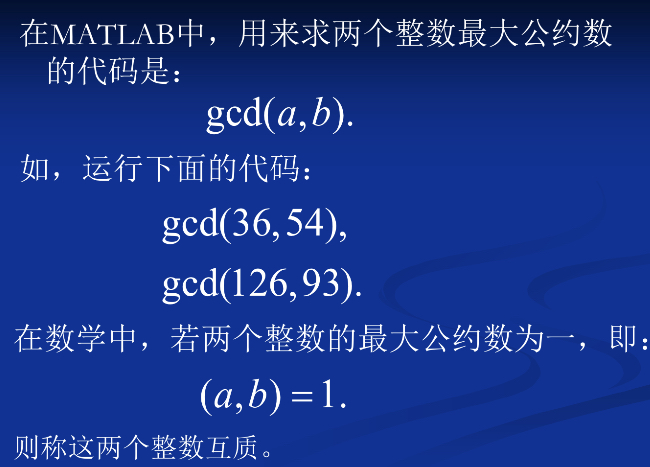 在MATLAB中，用来求两个整数最大公约数
的代码是：
gcd(a,b).
如，运行下面的代码：
gcd(36,54),
gcd(126,93).
在数学中，若两个整数的最大公约数为一，即：
(a,b)=1.
则称这两个整数互质。